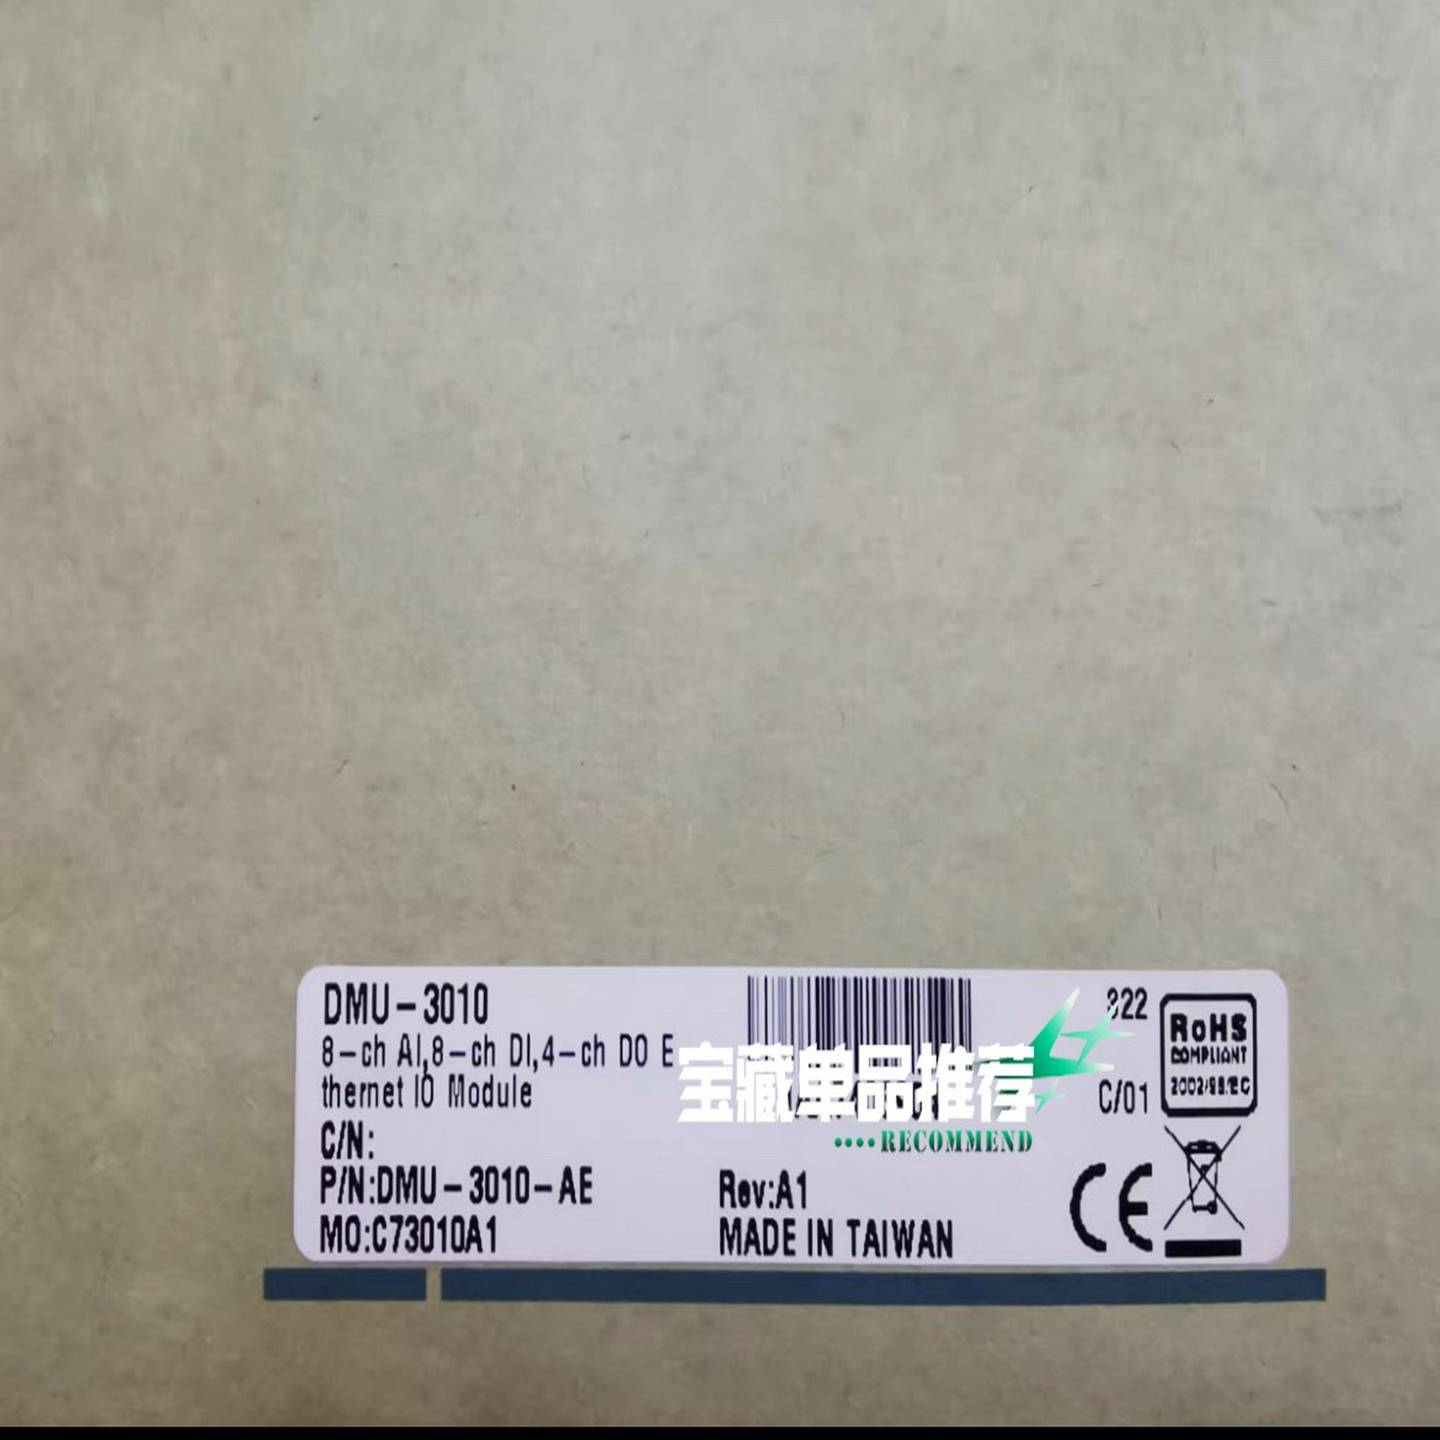 DMU-3010
8-ch AI,8-ch DI,4-ch DO E
thernet IO Module
C/N:
P/N:DMU-3010-AE
MO:C73010A1
宝藏单品推荐
••••RECOMMEND
Rev:A1
MADE IN TAIWAN
322
C/01
RoHS
COMPLIANT
2002/95/EC
CE